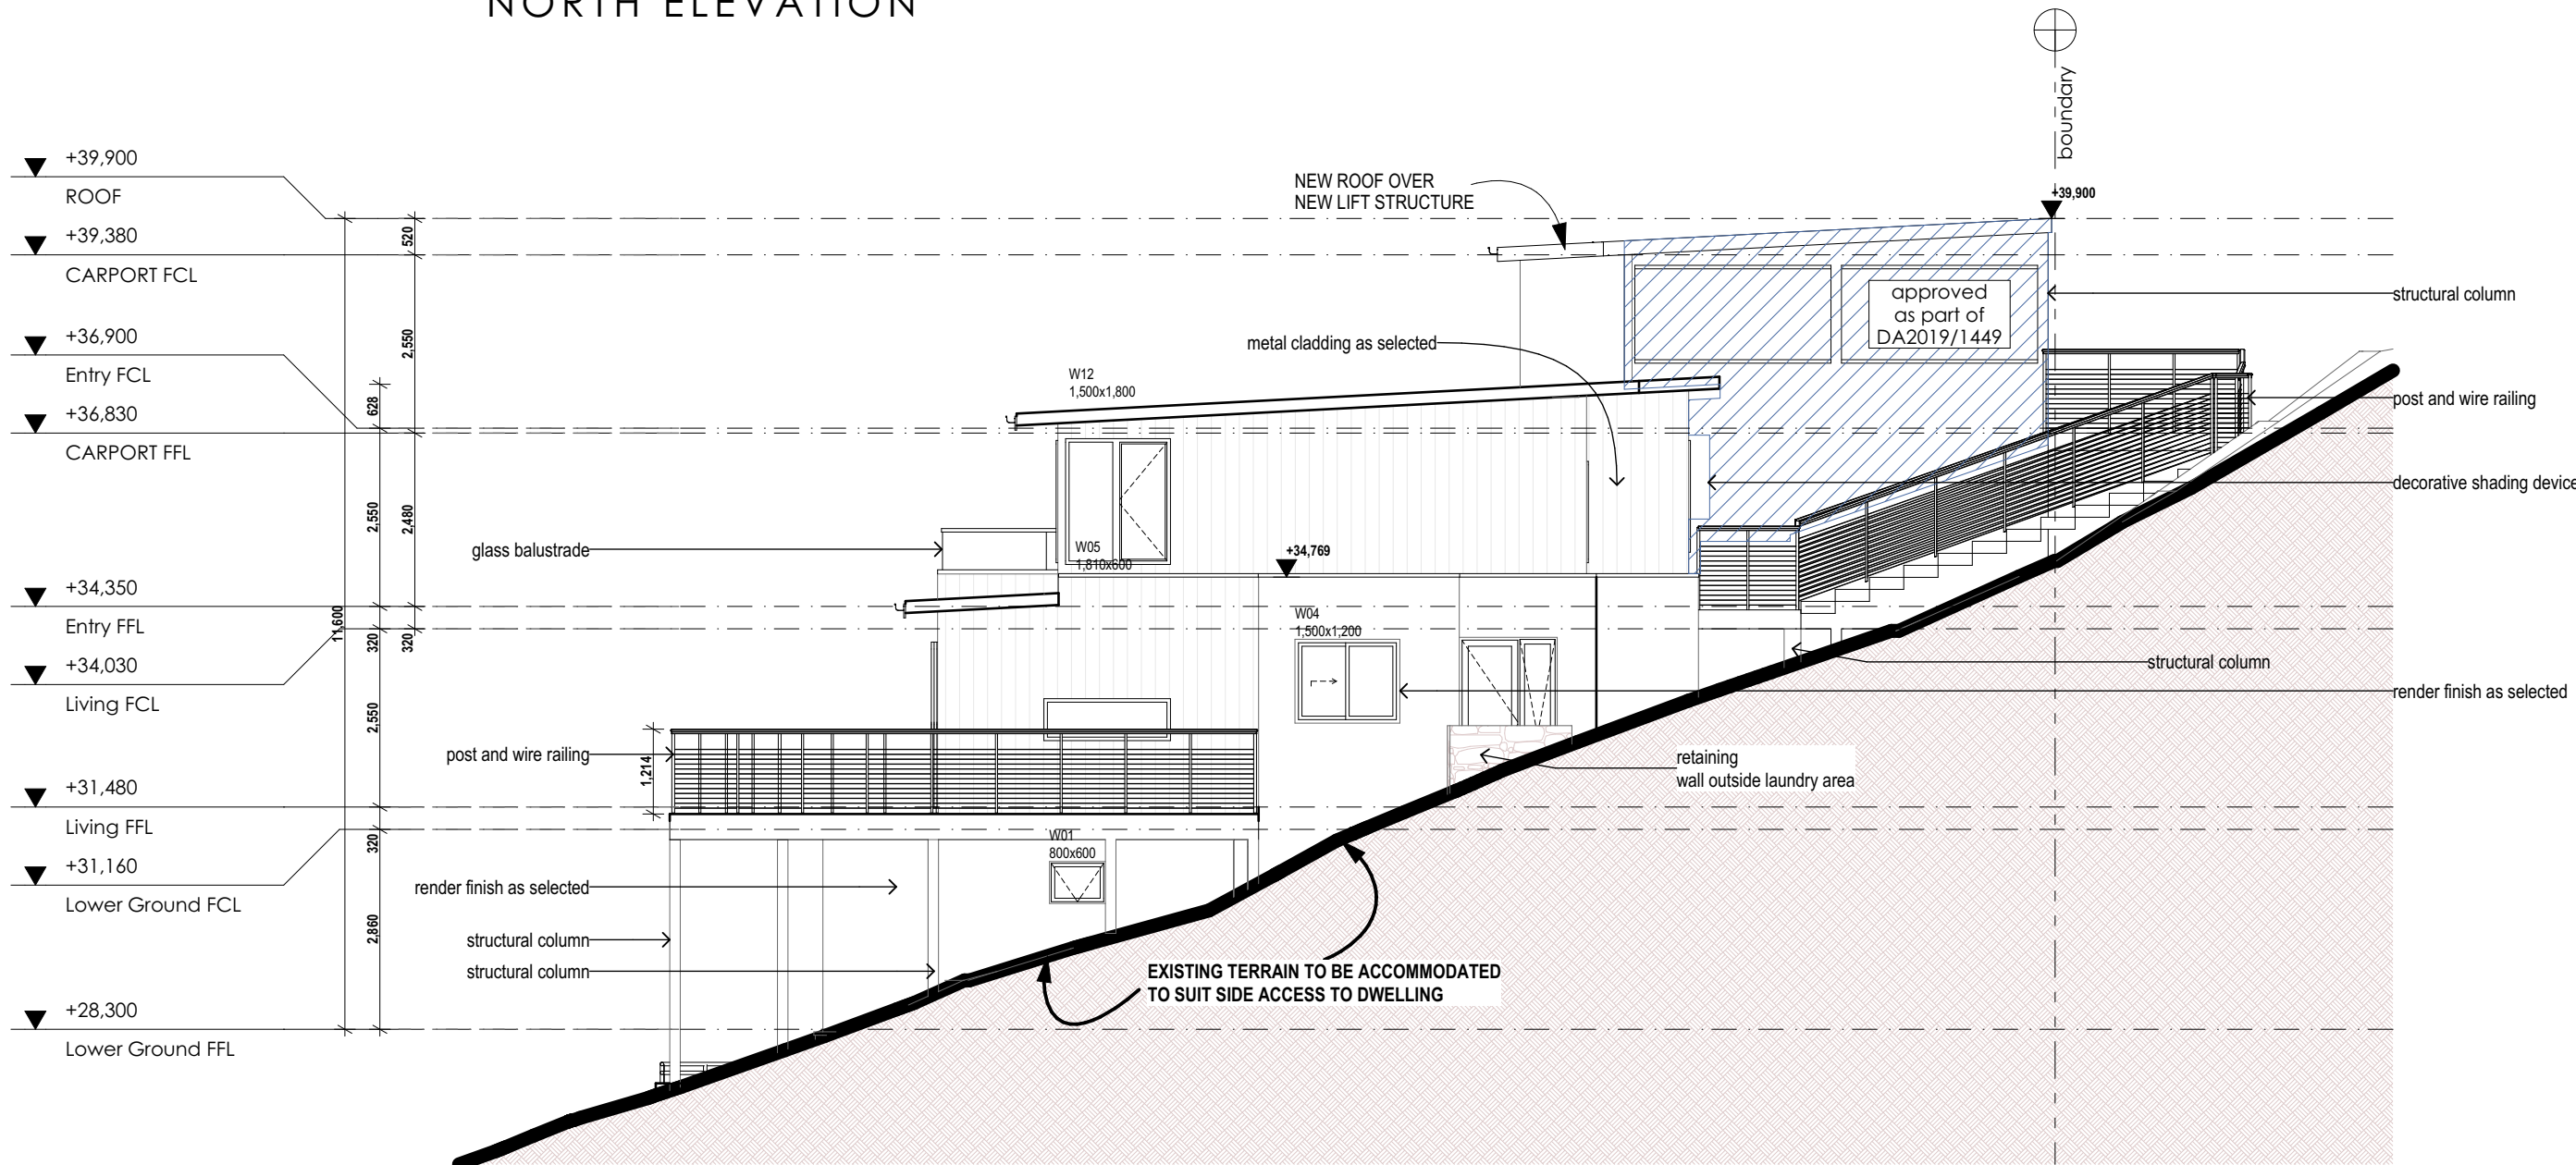 NORTH ELEVATION
boundary
+39,900
ROOF
+39,380
CARPORT FCL
+36,900
Entry FCL
+36,830
CARPORT FFL
+34,350
Entry FFL
+34,030
Living FCL
+31,480
Living FFL
+31,160
Lower Ground FCL
+28,300
Lower Ground FFL
11,600
628
2,550
320
2,550
320
2,860
520
2,550
2,480
320
1,214
NEW ROOF OVER
NEW LIFT STRUCTURE
+39,900
approved
as part of
DA2019/1449
structural column
metal cladding as selected
W12
1,500x1,800
post and wire railing
decorative shading device
glass balustrade
W05
1,810x600
+34,769
W04
1,500x1,200
structural column
render finish as selected
post and wire railing
retaining
wall outside laundry area
W01
800x600
render finish as selected
structural column
structural column
EXISTING TERRAIN TO BE ACCOMMODATED
TO SUIT SIDE ACCESS TO DWELLING